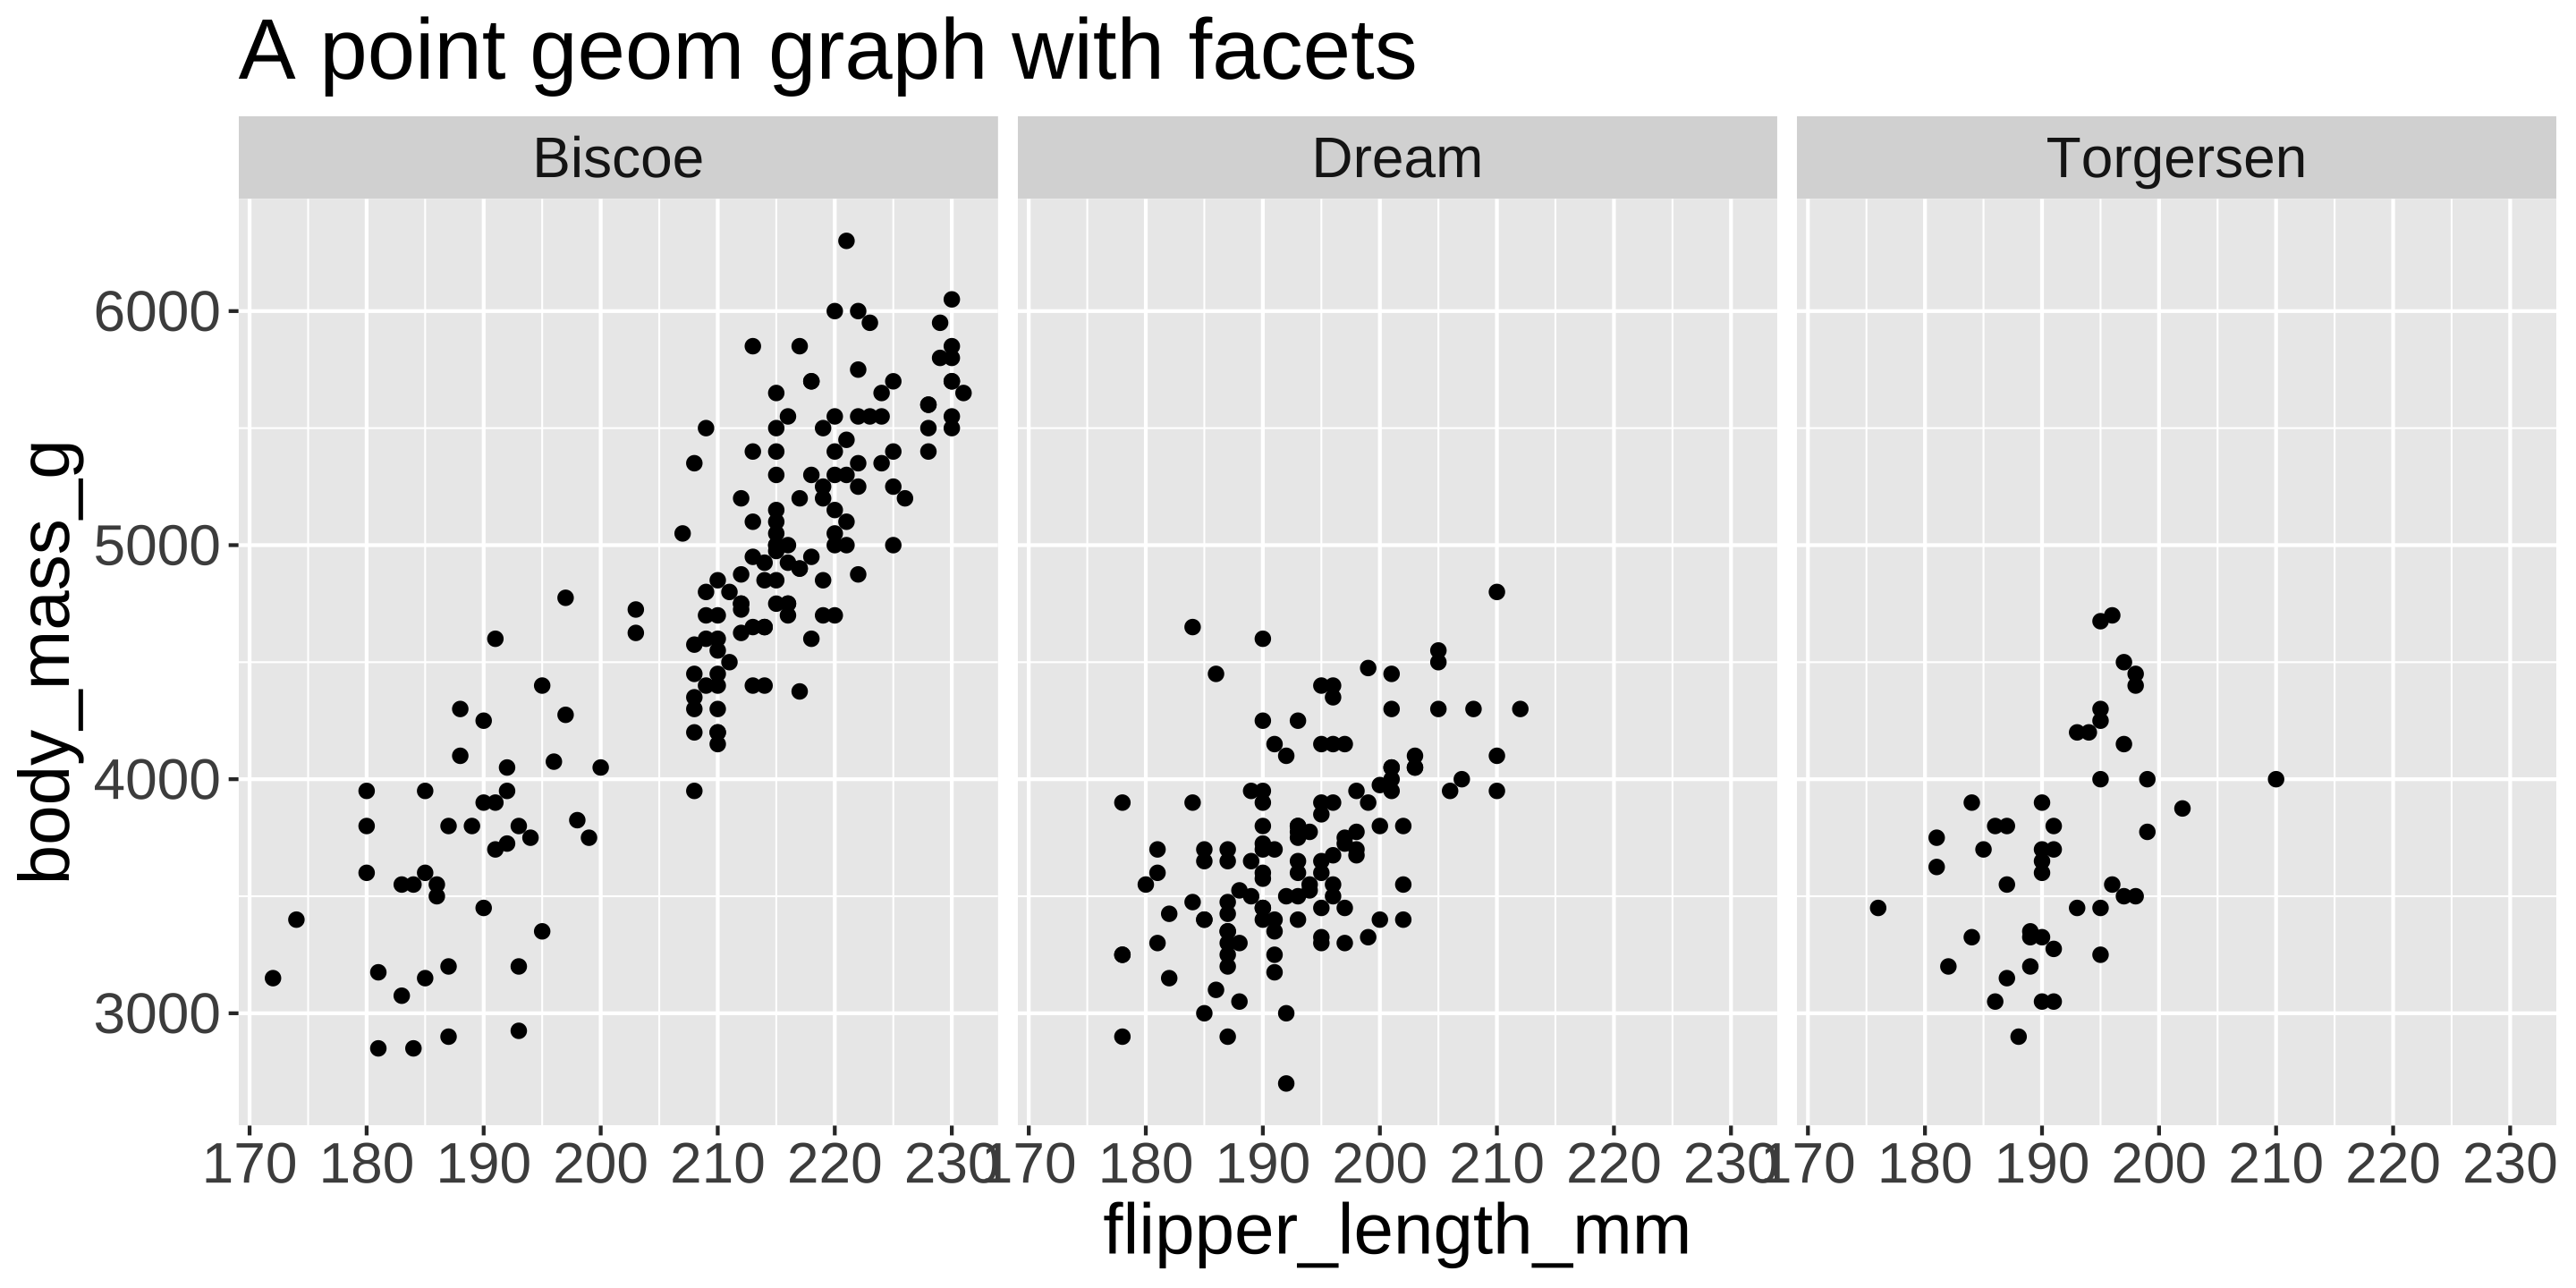 A point geom graph with facets
Biscoe Dream Torgersen
6000
5000
4000
3000
body_mass_g
170 180 190 200 210 220 230 170 180 190 200 210 220 230 170 180 190 200 210 220 230
flipper_length_mm